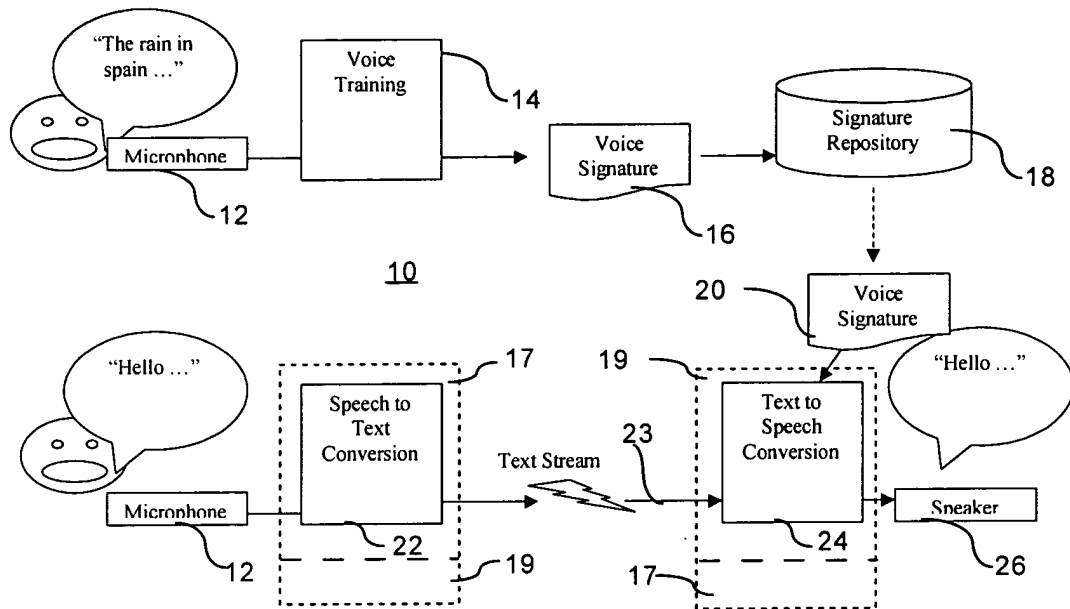 “The rain in
spain ...”
Microphone
12
Voice
Training
14
Voice
Signature
16
Signature
Repository
18
10
20
Voice
Signature
“Hello ...”
Microphone
12
17
Speech to
Text
Conversion
22
19
Text Stream
23
19
Text to
Speech
Conversion
24
17
“Hello ...”
Speaker
26